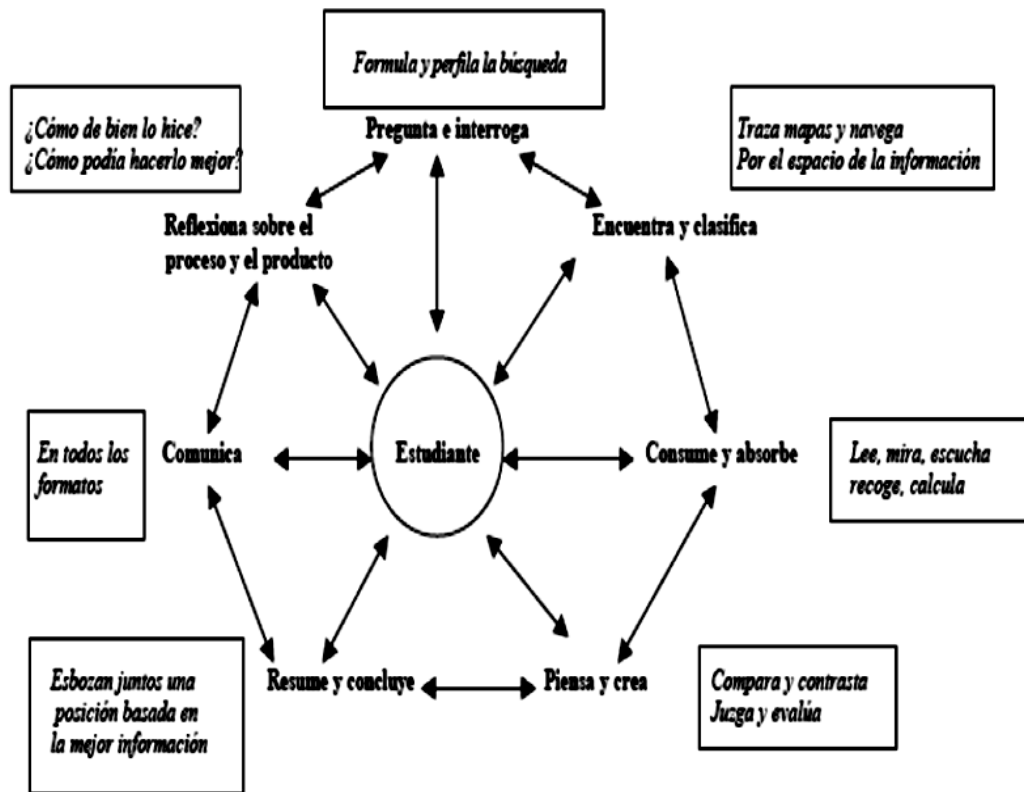 Formula y perfila la búsqueda
Pregunta e interroga
¿Cómo de bien lo hice?
¿Cómo podía hacerlo mejor?
Traza mapas y navega
Por el espacio de la información
Reflexiona sobre el
proceso y el producto
Encuentra y clasifica
En todos los
formatos
Comunica
Estudiante
Consume y absorbe
Lee, mira, escucha
recoge, calcula
Esbozan juntos una
posición basada en
la mejor información
Resume y concluye
Piensa y crea
Compara y contrasta
Juzga y evalúa